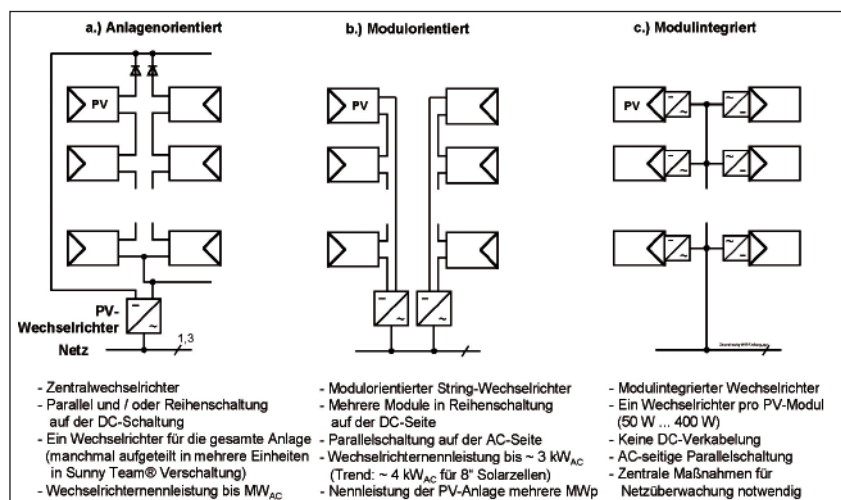 a.) Anlagenorientiert
PV
PV-
Wechselrichter
1,3
Netz
- Zentralwechselrichter
- Parallel und / oder Reihenschaltung
auf der DC-Schaltung
- Ein Wechselrichter für die gesamte Anlage
(manchmal aufgeteilt in mehrere Einheiten
in Sunny Team® Verschaltung)
- Wechselrichternennleistung bis MW_AC
b.) Modulorientiert
PV
- Modulorientierter String-Wechselrichter
- Mehrere Module in Reihenschaltung
auf der DC-Seite
- Parallelschaltung auf der AC-Seite
- Wechselrichternennleistung bis ~ 3 kW_AC
(Trend: ~ 4 kW_AC für 8" Solarzellen)
- Nennleistung der PV-Anlage mehrere MWp
c.) Modulintegriert
PV
- Modulintegrierter Wechselrichter
- Ein Wechselrichter pro PV-Modul
(50 W ... 400 W)
- Keine DC-Verkabelung
- AC-seitige Parallelschaltung
- Zentrale Maßnahmen für
Netzüberwachung notwendig